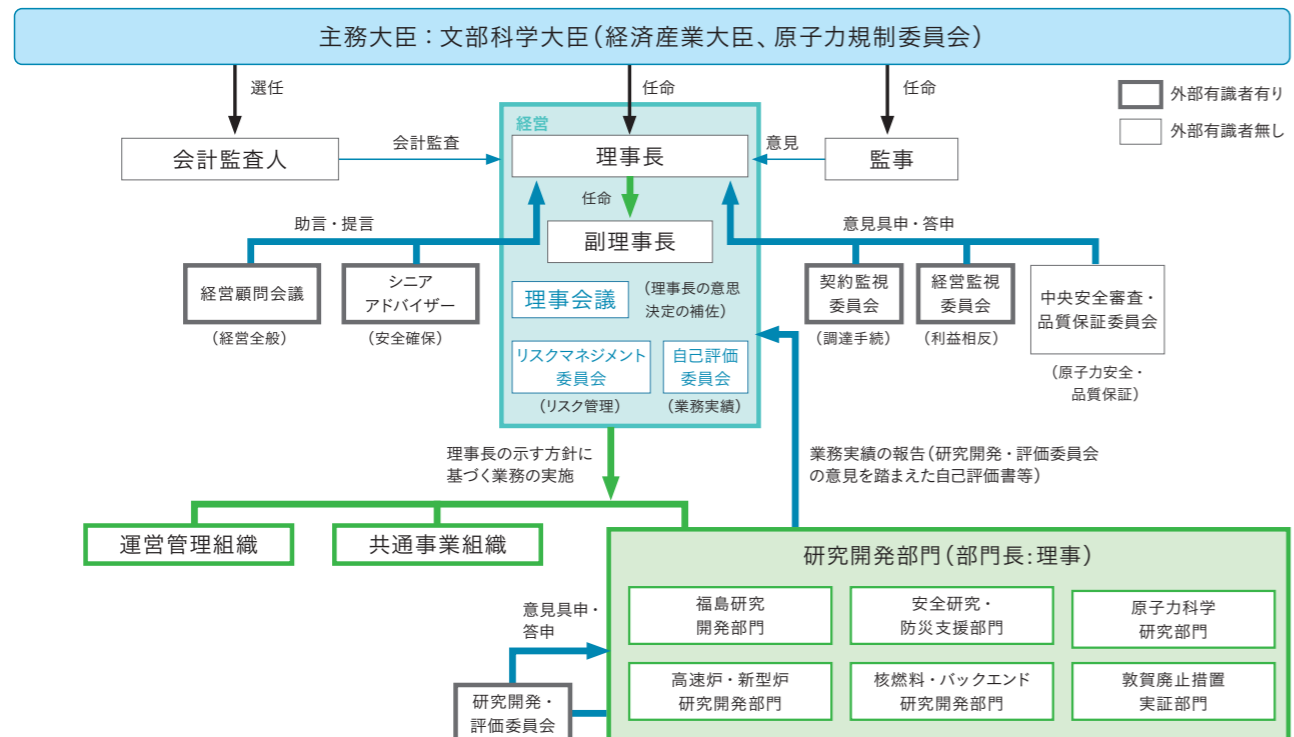 主務大臣：文部科学大臣（経済産業大臣、原子力規制委員会）
選任
任命
任命
外部有識者有り
外部有識者無し
経営
会計監査人
会計監査
理事長
意見
監事
任命
助言・提言
副理事長
意見具申・答申
経営顧問会議
（経営全般）
シニア
アドバイザー
（安全確保）
理事会議
（理事長の意思
決定の補佐）
契約監視
委員会
（調達手続）
経営監視
委員会
（利益相反）
中央安全審査・
品質保証委員会
（原子力安全・
品質保証）
リスクマネジメント
委員会
（リスク管理）
自己評価
委員会
（業務実績）
理事長の示す方針に
基づく業務の実施
業務実績の報告（研究開発・評価委員会
の意見を踏まえた自己評価書等）
運営管理組織
共通事業組織
研究開発部門（部門長：理事）
福島研究
開発部門
安全研究・
防災支援部門
原子力科学
研究部門
高速炉・新型炉
研究開発部門
核燃料・バックエンド
研究開発部門
敦賀廃止措置
実証部門
意見具申・
答申
研究開発・
評価委員会